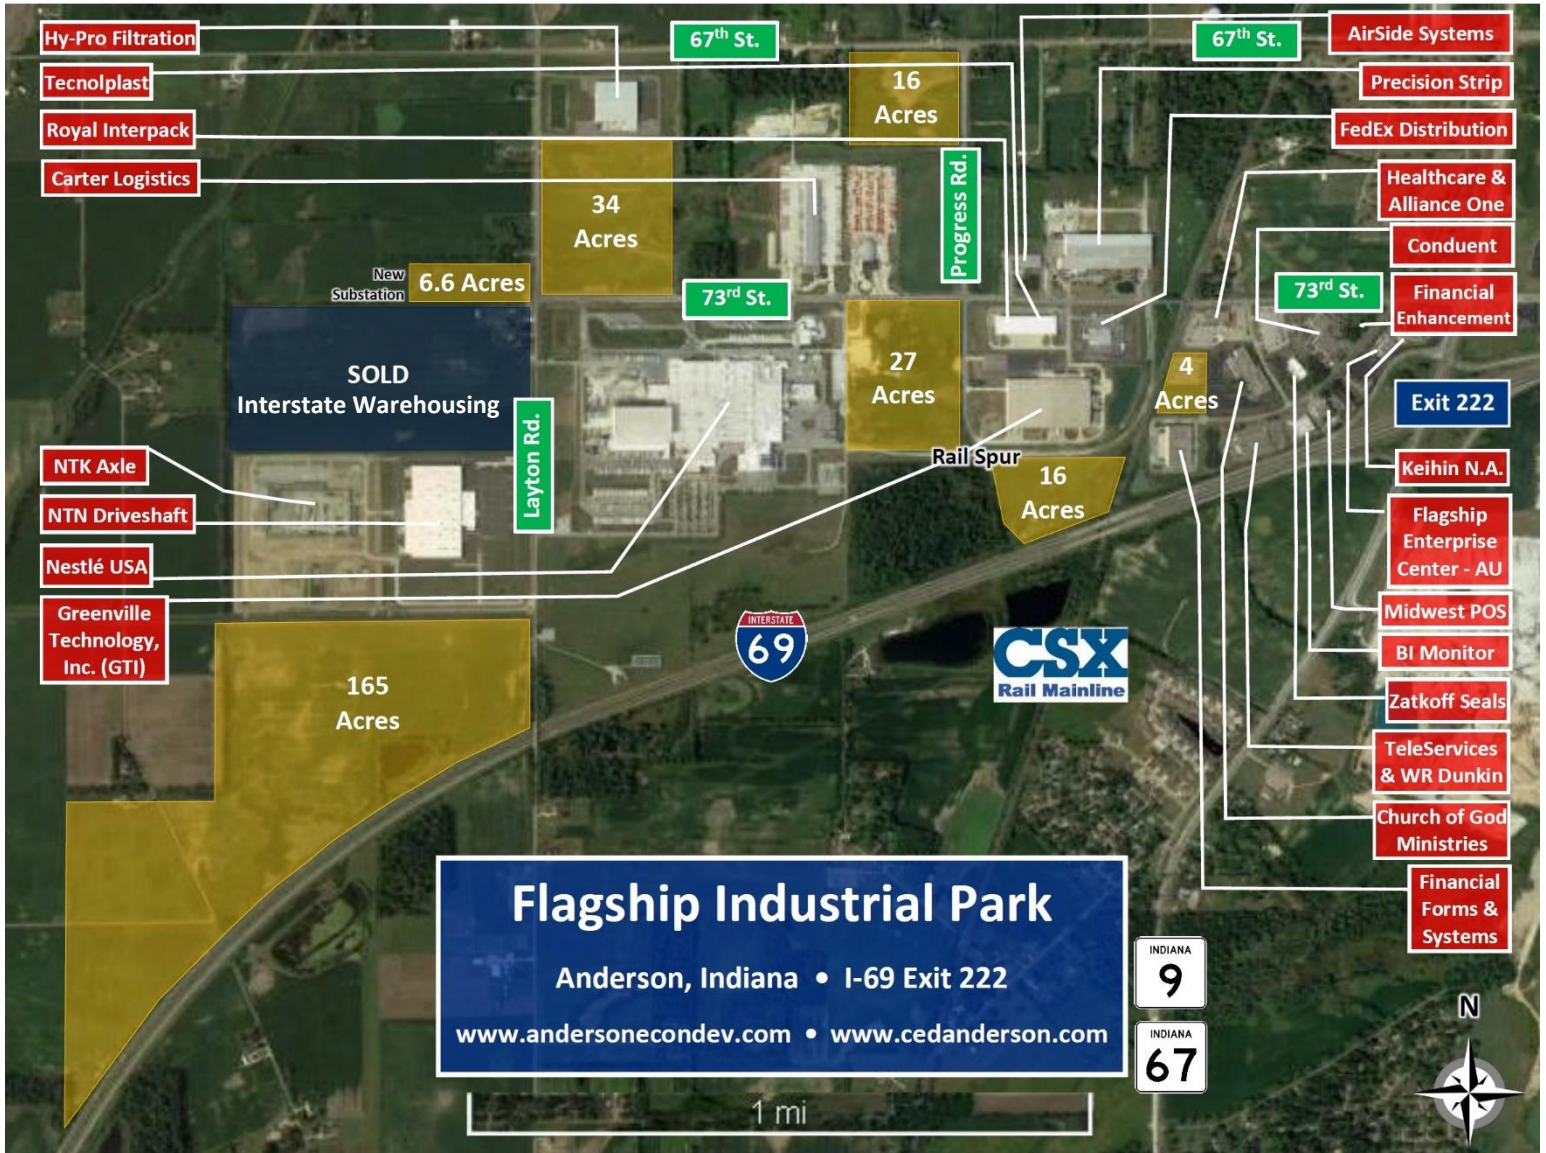 Hy-Pro Filtration
Tecnolplast
Royal Interpack
Carter Logistics
67th St.
67th St.
AirSide Systems
Precision Strip
FedEx Distribution
Healthcare &
Alliance One
Conduent
Financial
Enhancement
16
Acres
34
Acres
Progress Rd.
New
Substation
6.6 Acres
73rd St.
73rd St.
SOLD
Interstate Warehousing
27
Acres
4
Acres
Exit 222
Layton Rd.
Rail Spur
16
Acres
NTK Axle
NTN Driveshaft
Nestlé USA
Greenville
Technology,
Inc. (GTI)
Keihin N.A.
Flagship
Enterprise
Center - AU
Midwest POS
BI Monitor
Zatkoff Seals
TeleServices
& WR Dunkin
Church of God
Ministries
Financial
Forms &
Systems
INTERSTATE
69
CSX
Rail Mainline
165
Acres
Flagship Industrial Park
Anderson, Indiana • I-69 Exit 222
www.andersonecondev.com • www.cedanderson.com
INDIANA
9
INDIANA
67
N
1 mi